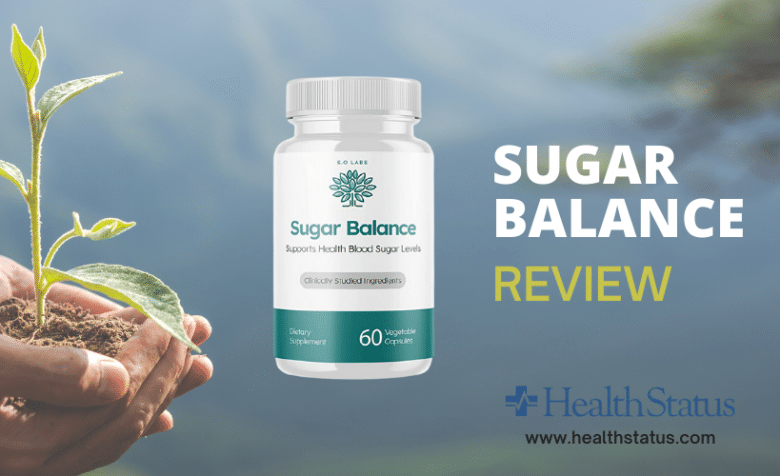 E.O LABS
Sugar Balance
Supports Health Blood Sugar Levels
Clinically Studied Ingredients
Dietary
Supplement
60 Vegetable
Capsules
SUGAR
BALANCE
REVIEW
HealthStatus
www.healthstatus.com